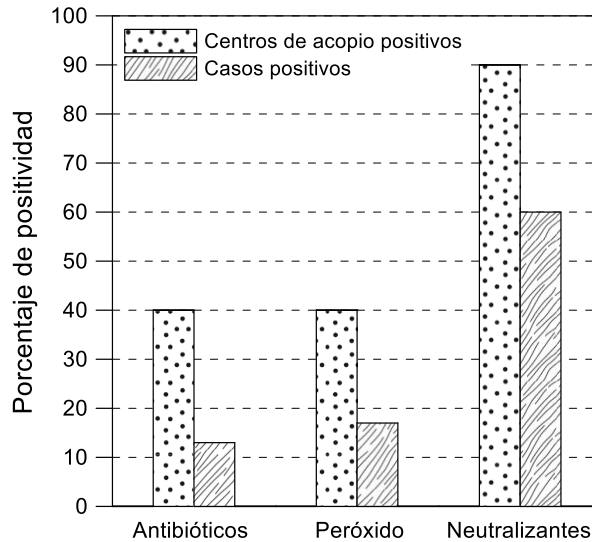 Porcentaje de positividad
100
90
80
70
60
50
40
30
20
10
0
Centros de acopio positivos
Casos positivos
Antibióticos Peróxido Neutralizantes